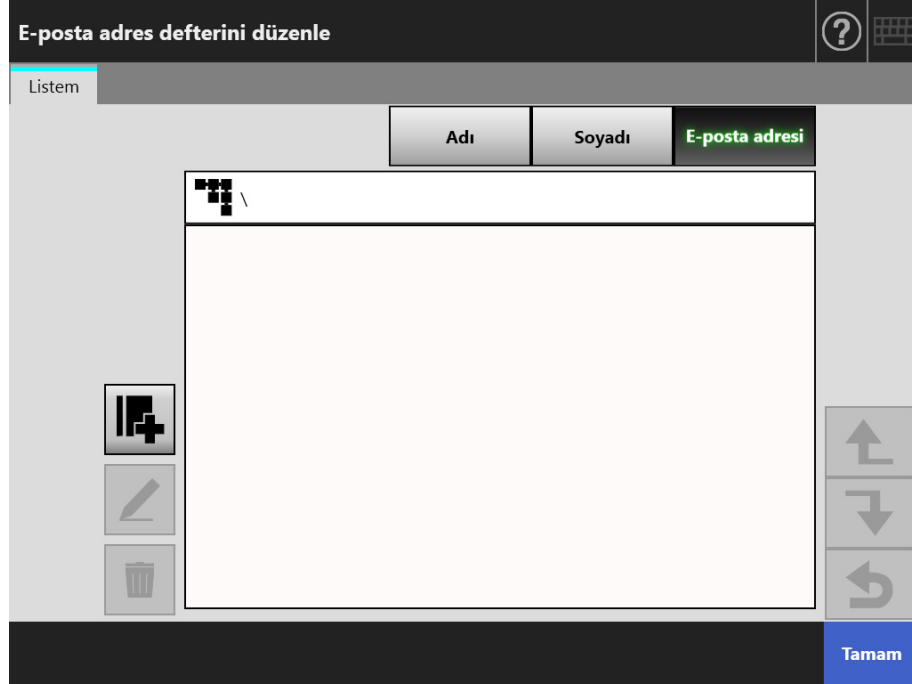 E-posta adres defterini düzenle
?
Listem
Adı Soyadı E-posta adresi
\
Tamam